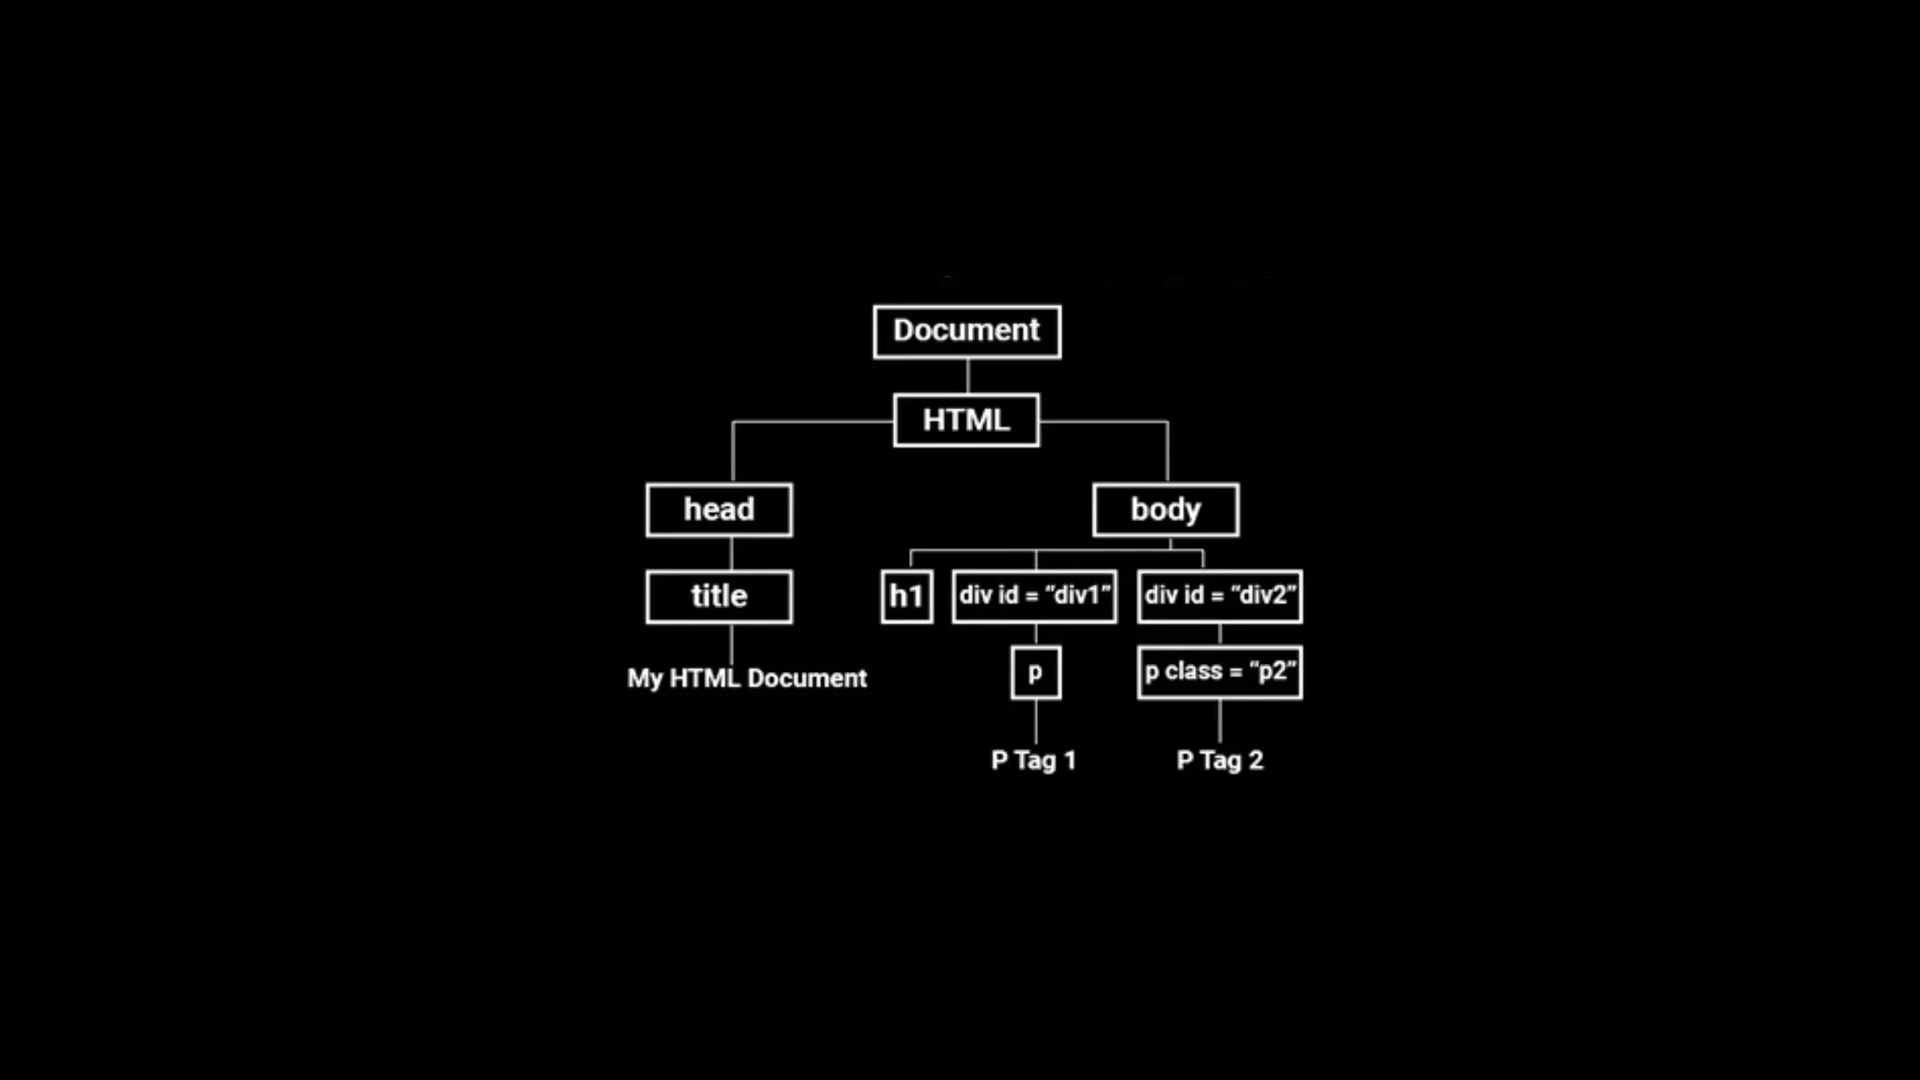 Document
HTML
head
body
title
h1
div id = “div1”
div id = “div2”
p
p class = “p2”
My HTML Document
P Tag 1
P Tag 2